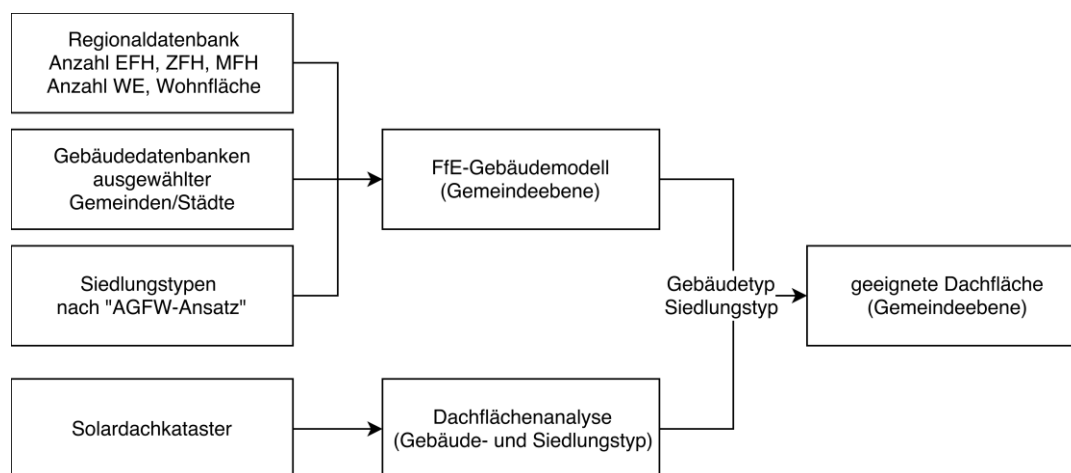 Regionaldatenbank
Anzahl EFH, ZFH, MFH
Anzahl WE, Wohnfläche
Gebäudedatenbanken
ausgewählter
Gemeinden/Städte
FfE-Gebäudemodell
(Gemeindeebene)
Siedlungstypen
nach "AGFW-Ansatz"
Gebäudetyp
Siedlungstyp
geeignete Dachfläche
(Gemeindeebene)
Solardachkataster
Dachflächenanalyse
(Gebäude- und Siedlungstyp)